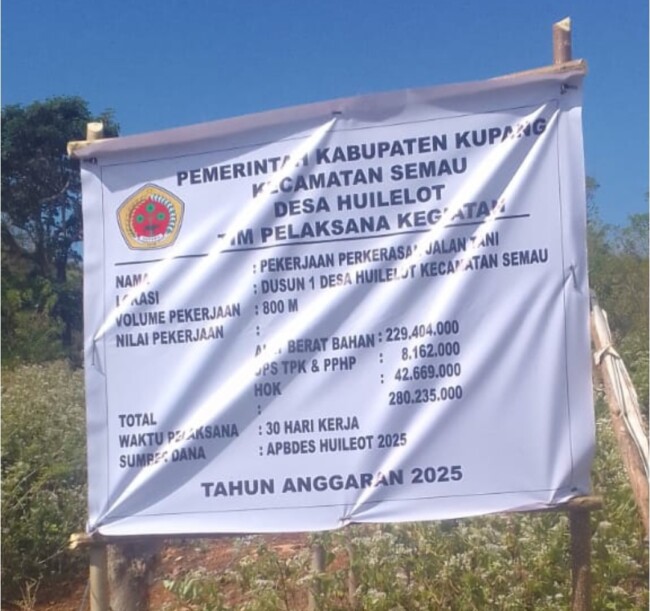 PEMERINTAH KABUPATEN KUPANG
KECAMATAN SEMAU
DESA HUILELOT
TIM PELAKSANA KEGIATAN
NAMA : PEKERJAAN PERKERASAN JALAN TANI
LOKASI : DUSUN 1 DESA HUILELUT KECAMATAN SEMAU
VOLUME PEKERJAAN : 800 M
NILAI PEKERJAAN :
ALAT BERAT BAHAN : 229.404.000
OPS TPK & PPHP : 8.162.000
HOK : 42.669.000
TOTAL : 280.235.000
WAKTU PELAKSANA : 30 HARI KERJA
SUMBER DANA : APBDES HUILEOT 2025
TAHUN ANGGARAN 2025